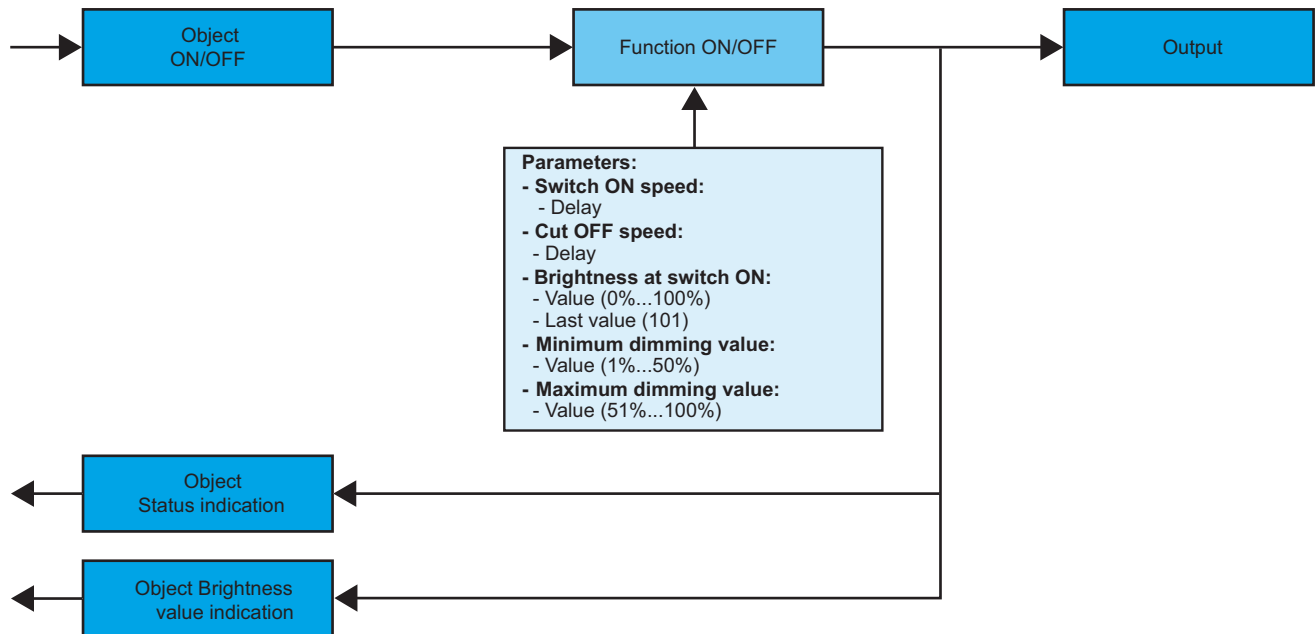 Object
ON/OFF
Function ON/OFF
Output
Parameters:
- Switch ON speed:
- Delay
- Cut OFF speed:
- Delay
- Brightness at switch ON:
- Value (0%...100%)
- Last value (101)
- Minimum dimming value:
- Value (1%...50%)
- Maximum dimming value:
- Value (51%...100%)
Object
Status indication
Object Brightness
value indication